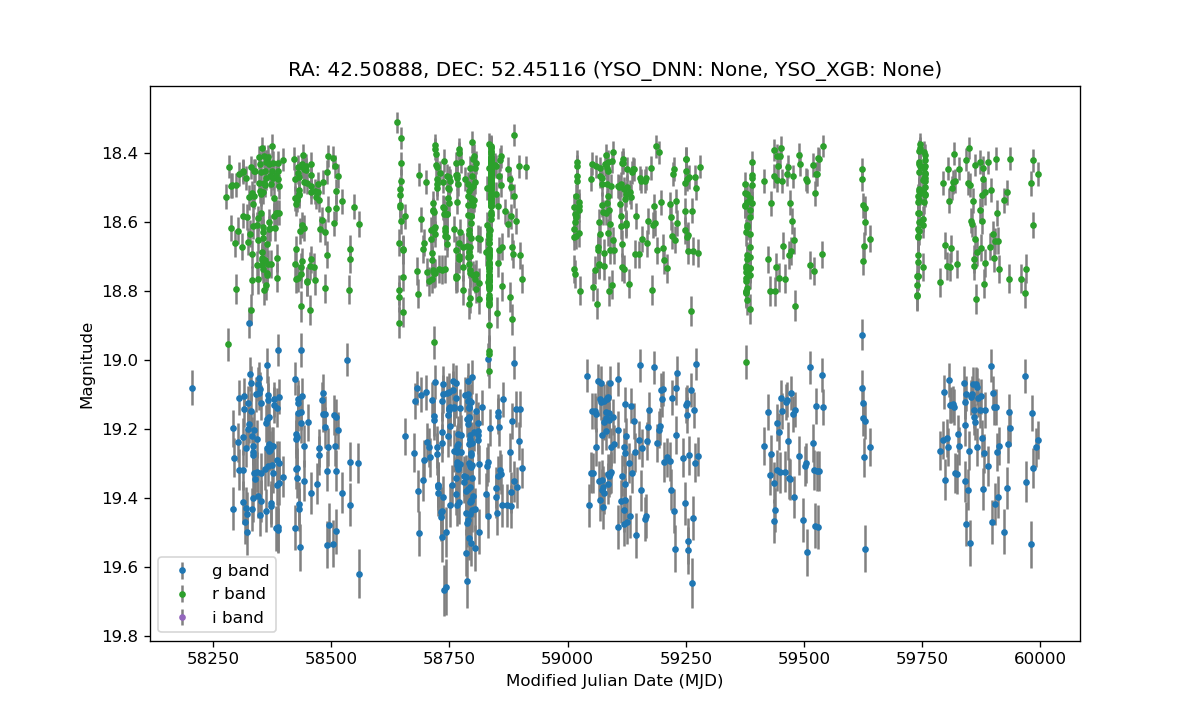 RA: 42.50888, DEC: 52.45116 (YSO_DNN: None, YSO_XGB: None)
Magnitude
18.4
18.6
18.8
19.0
19.2
19.4
19.6
19.8
g band
r band
i band
58250 58500 58750 59000 59250 59500 59750 60000
Modified Julian Date (MJD)